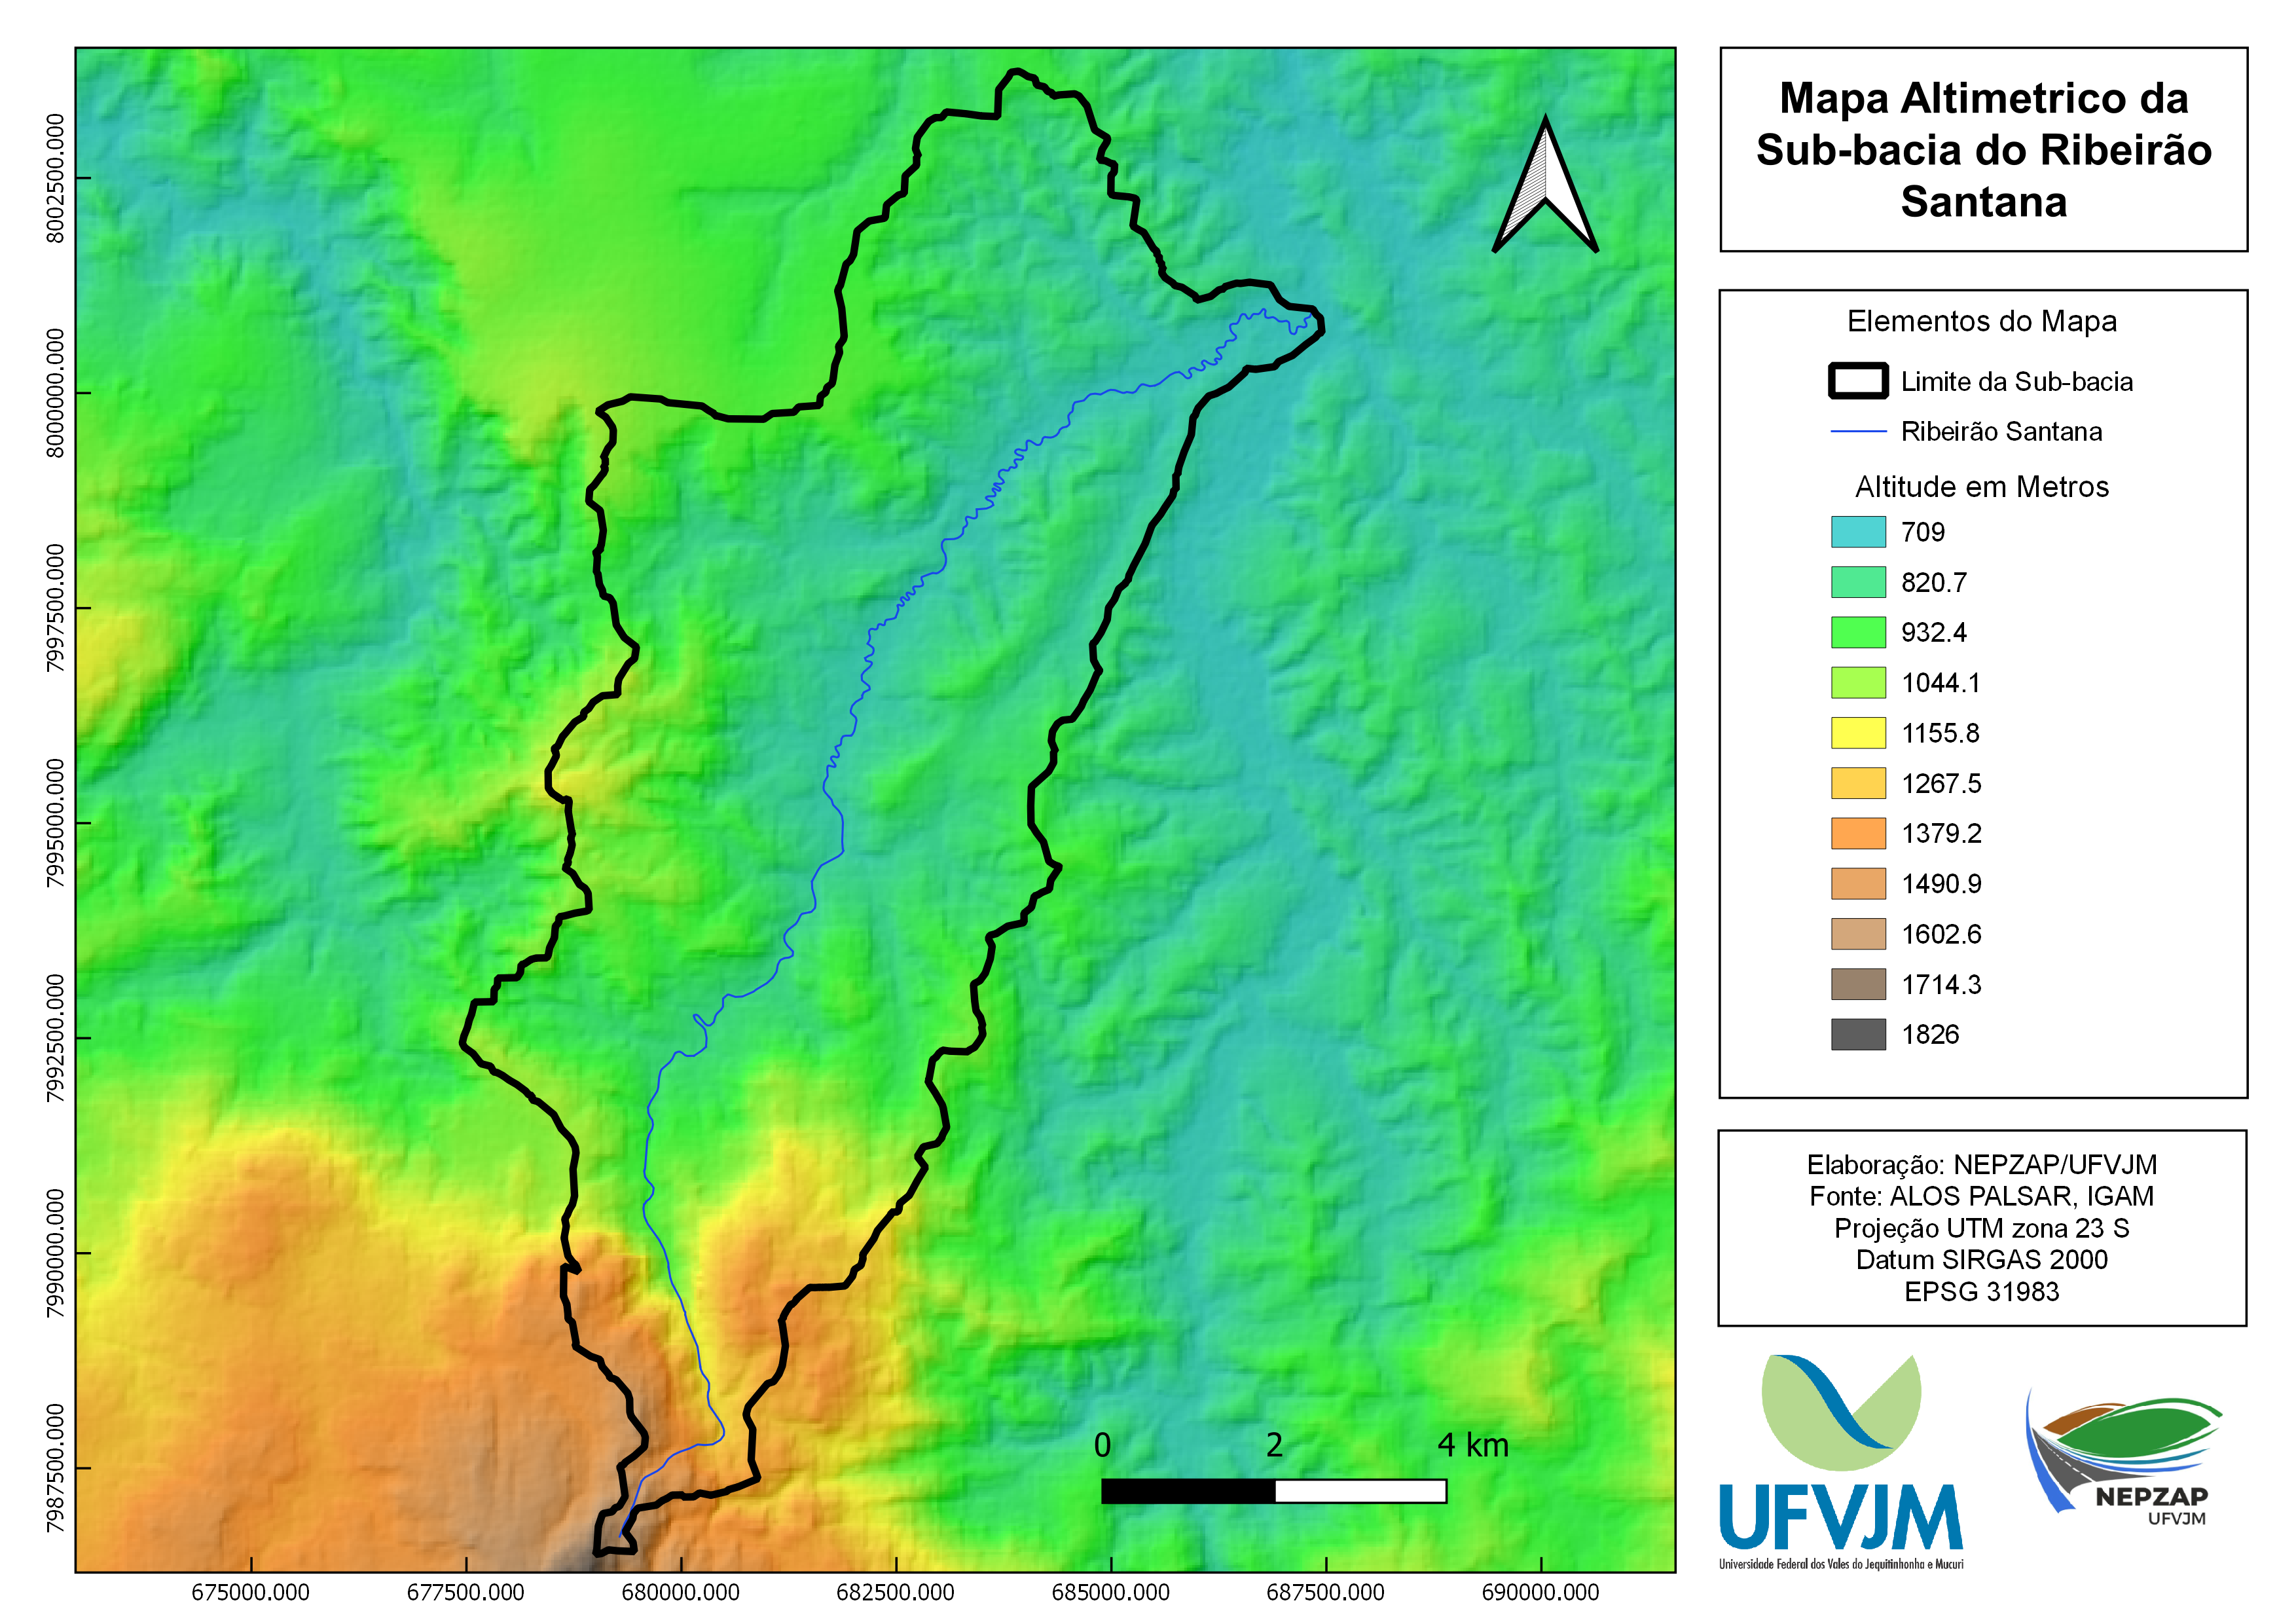 Mapa Altimetrico da
Sub-bacia do Ribeirão
Santana
Elementos do Mapa
Limite da Sub-bacia
Ribeirão Santana
Altitude em Metros
709
820.7
932.4
1044.1
1155.8
1267.5
1379.2
1490.9
1602.6
1714.3
1826
Elaboração: NEPZAP/UFVJM
Fonte: ALOS PALSAR, IGAM
Projeção UTM zona 23 S
Datum SIRGAS 2000
EPSG 31983
UFVJM
Universidade Federal dos Vales do Jequitinhonha e Mucuri
NEPZAP
UFVJM
8002500.000
8000000.000
7997500.000
7995000.000
7992500.000
7990000.000
7987500.000
0 2 4 km
675000.000 677500.000 680000.000 682500.000 685000.000 687500.000 690000.000